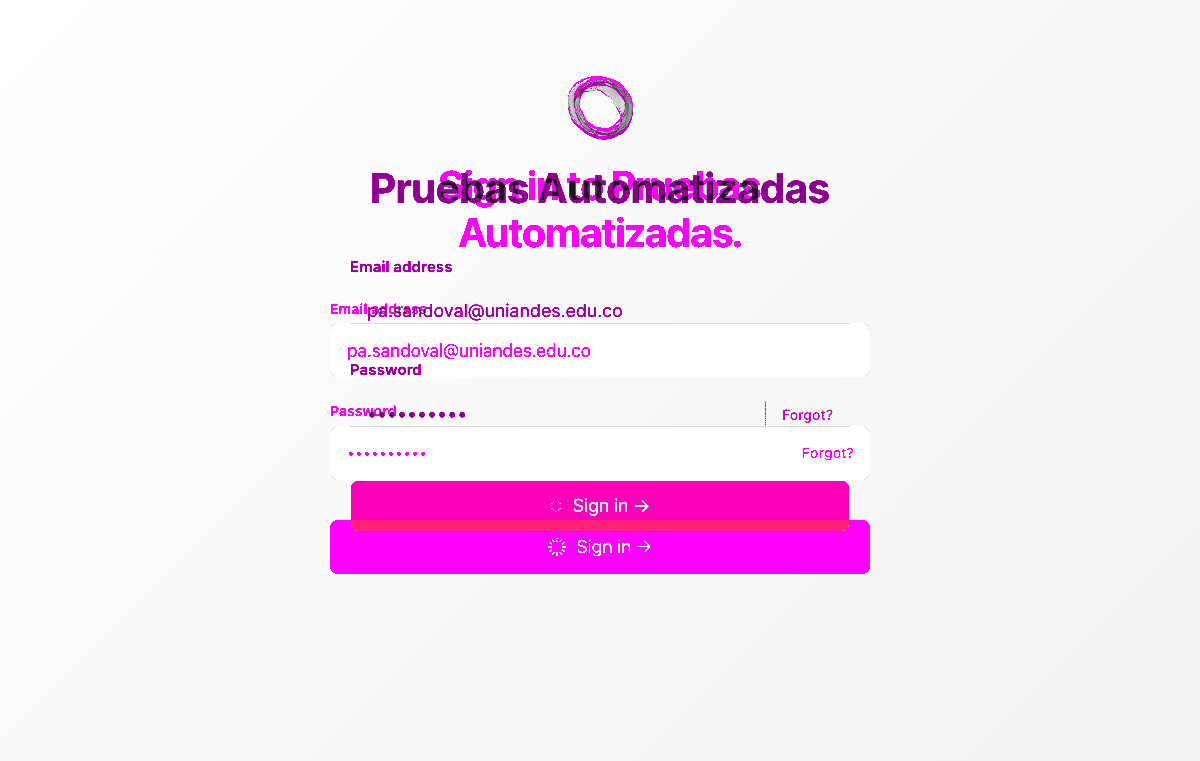 Sign in to Pruebas
Pruebas Automatizadas
Automatizadas.
Email address
Email address
pa.sandoval@uniandes.edu.co
pa.sandoval@uniandes.edu.co
Password
Password
•••••••••• Forgot?
•••••••••• Forgot?
Sign in →
Sign in →